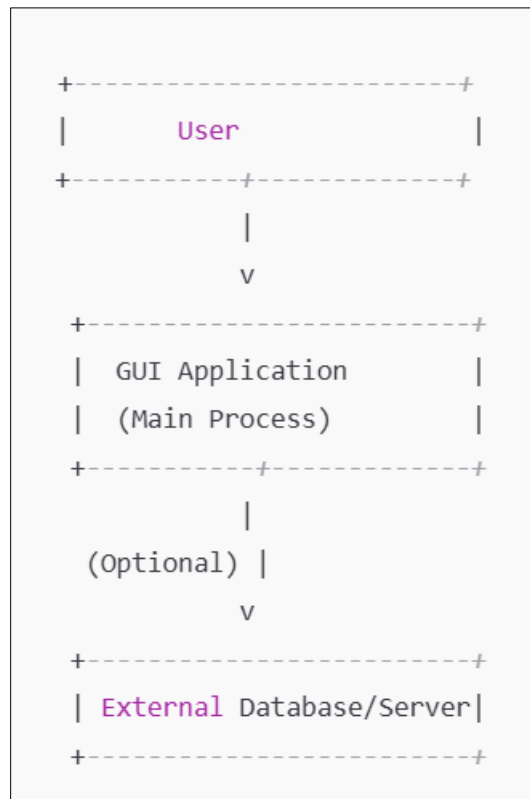 +---------------------+
|      User            |
+---------+-----------+
|
v
+---------------------+
|  GUI Application       |
|  (Main Process)        |
+---------+-----------+
|
(Optional) |
v
+---------------------+
| External Database/Server|
+---------------------+